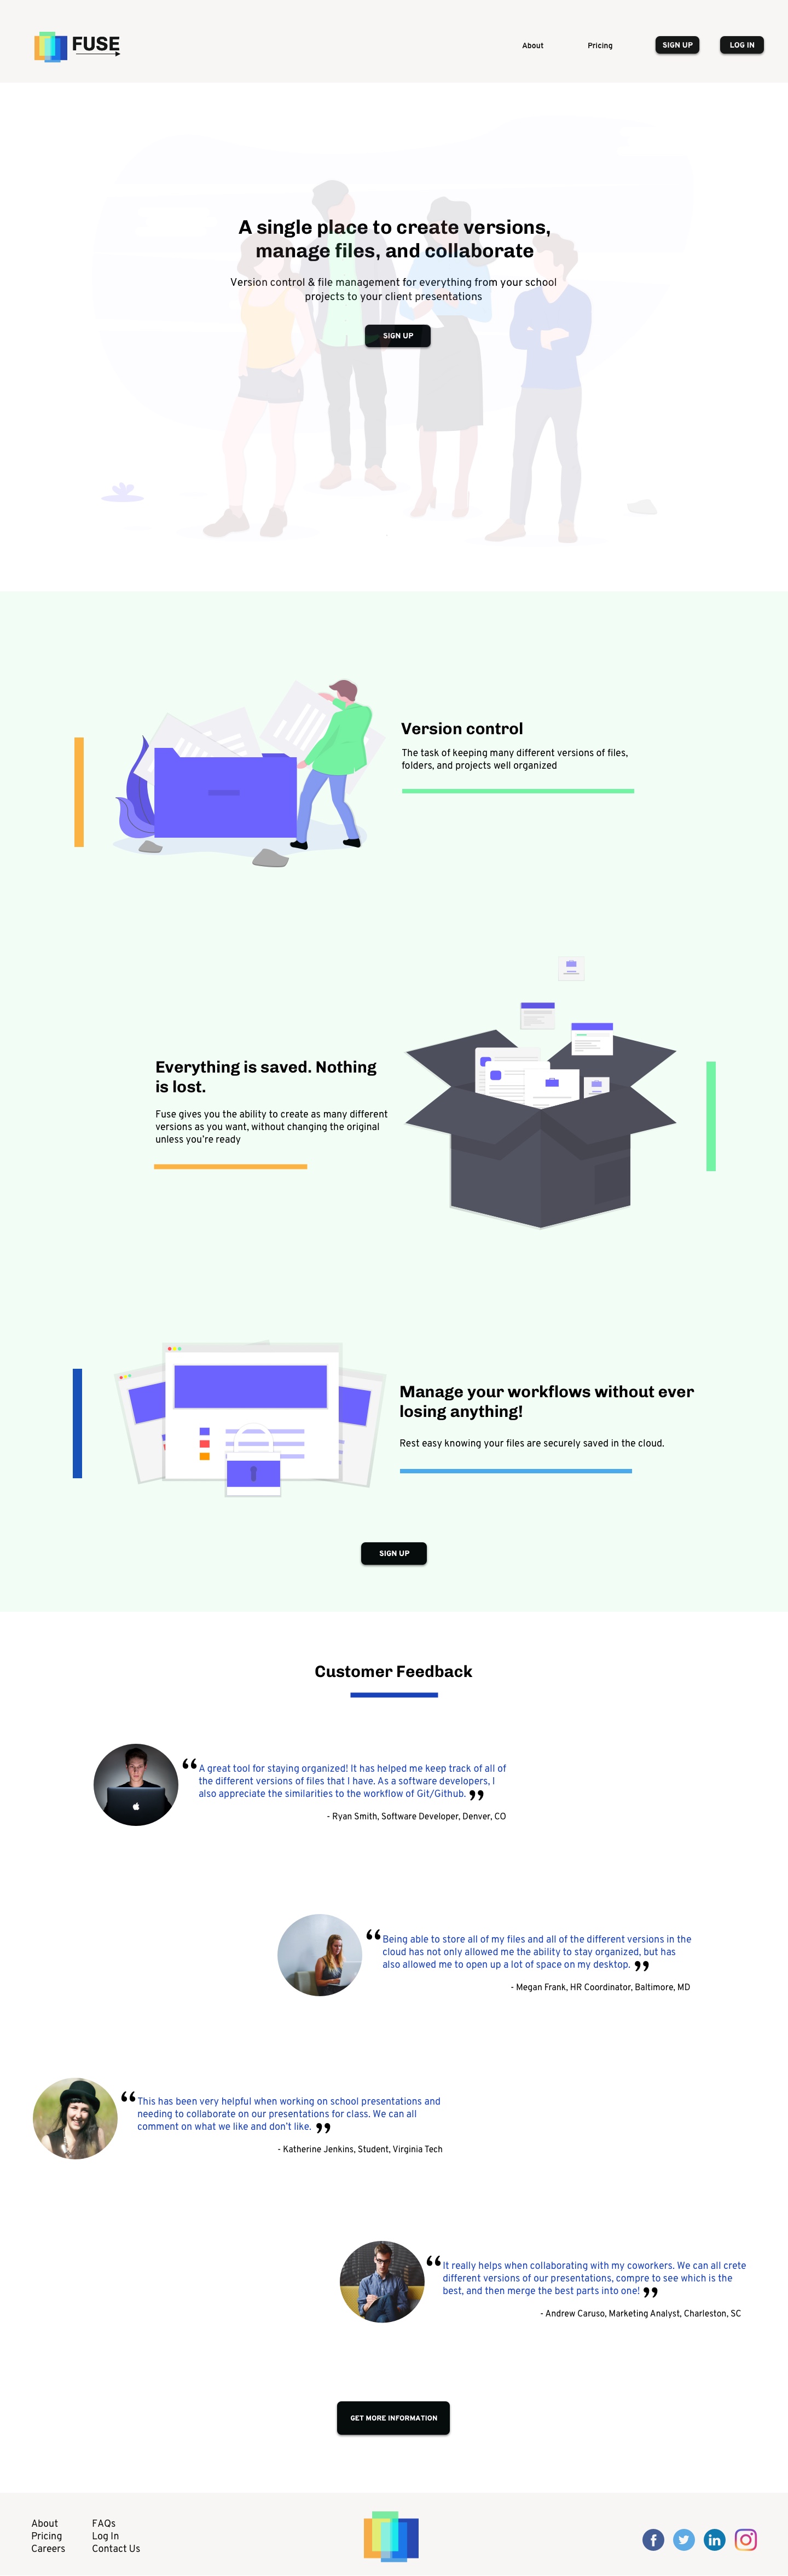 FUSE
About
Pricing
SIGN UP
LOG IN
A single place to create versions,
manage files, and collaborate
Version control & file management for everything from your school
projects to your client presentations
SIGN UP
Version control
The task of keeping many different versions of files,
folders, and projects well organized
Everything is saved. Nothing
is lost.
Fuse gives you the ability to create as many different
versions as you want, without changing the original
unless you're ready
Manage your workflows without ever
losing anything!
Rest easy knowing your files are securely saved in the cloud.
SIGN UP
Customer Feedback
“ A great tool for staying organized! It has helped me keep track of all of
the different versions of files that I have. As a software developers, I
also appreciate the similarities to the workflow of Git/Github. ”
- Ryan Smith, Software Developer, Denver, CO
“ Being able to store all of my files and all of the different versions in the
cloud has not only allowed me the ability to stay organized, but has
also allowed me to open up a lot of space on my desktop. ”
- Megan Frank, HR Coordinator, Baltimore, MD
“ This has been very helpful when working on school presentations and
needing to collaborate on our presentations for class. We can all
comment on what we like and don't like. ”
- Katherine Jenkins, Student, Virginia Tech
“ It really helps when collaborating with my coworkers. We can all crete
different versions of our presentations, compre to see which is the
best, and then merge the best parts into one! ”
- Andrew Caruso, Marketing Analyst, Charleston, SC
GET MORE INFORMATION
About
Pricing
Careers
FAQs
Log In
Contact Us